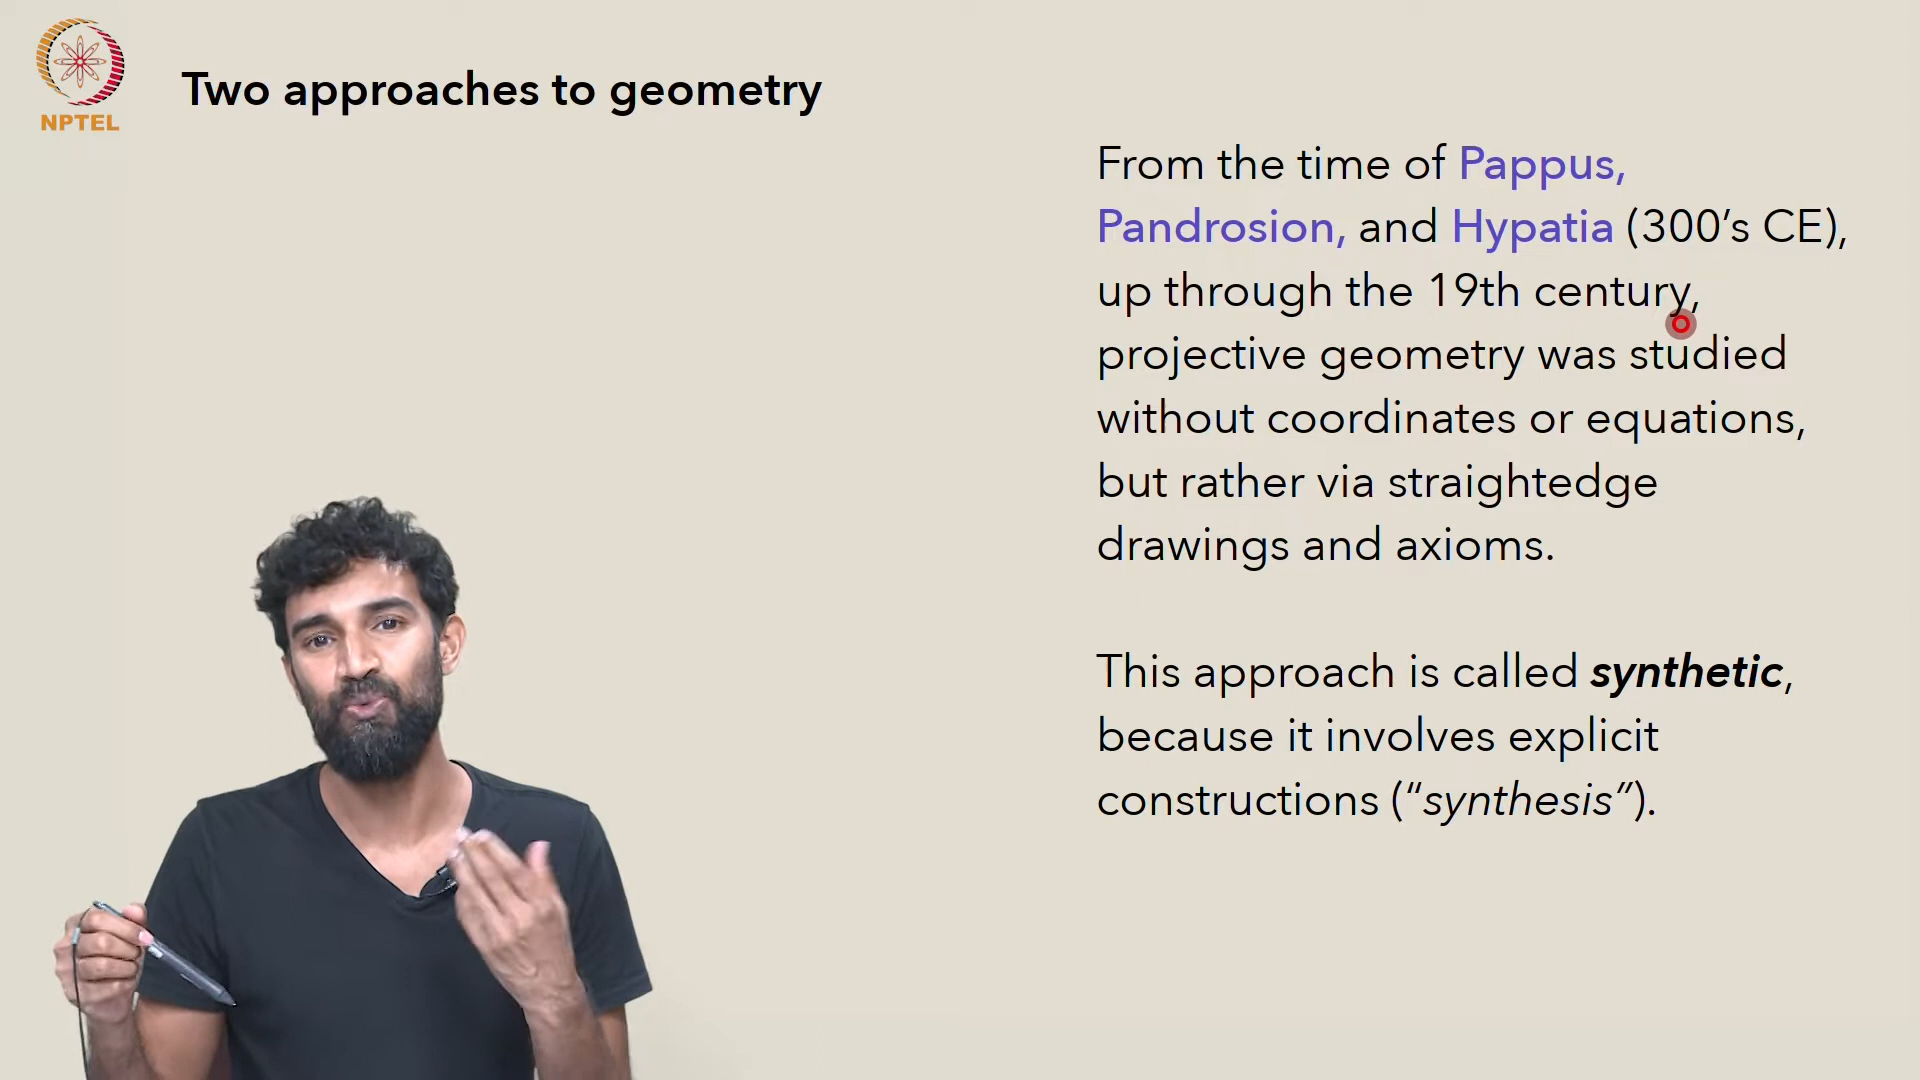 NPTEL
Two approaches to geometry
From the time of Pappus,
Pandrosion, and Hypatia (300’s CE),
up through the 19th century,
projective geometry was studied
without coordinates or equations,
but rather via straightedge
drawings and axioms.
This approach is called synthetic,
because it involves explicit
constructions (“synthesis”).